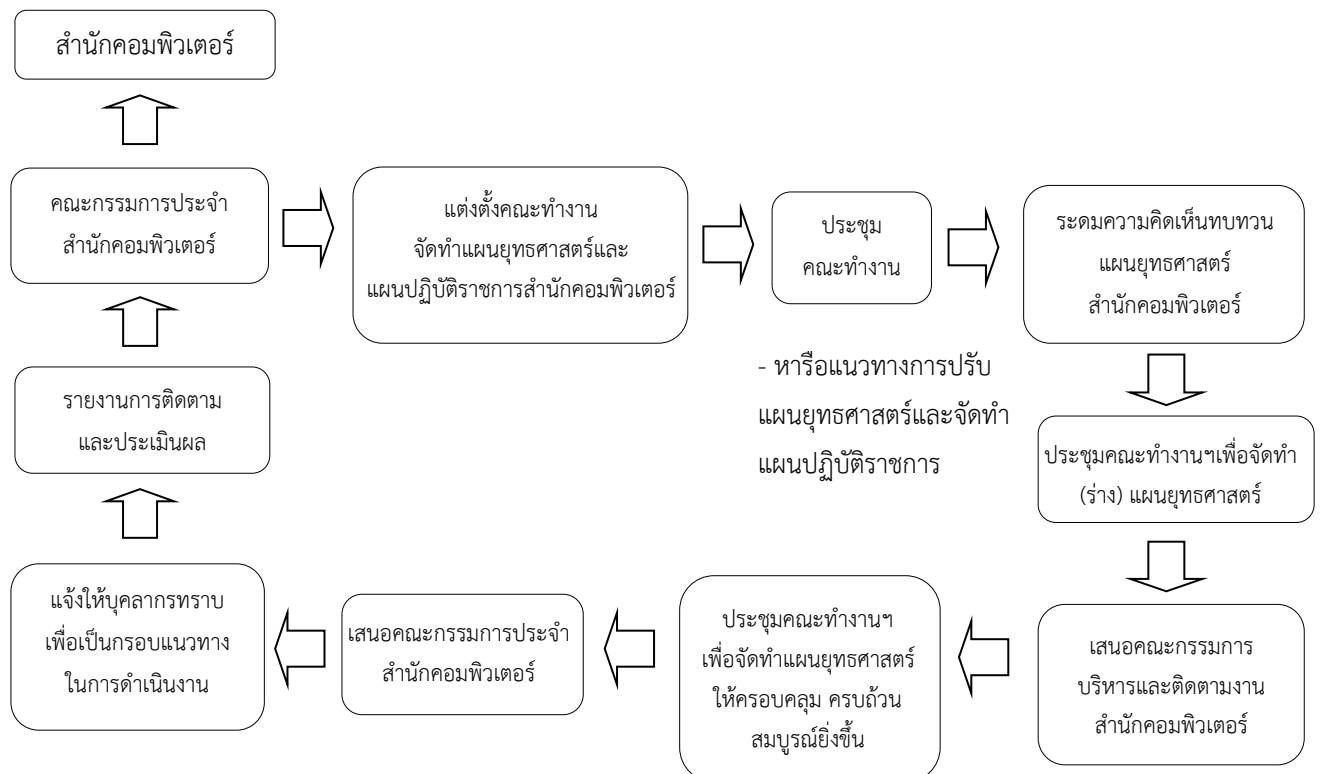 สำนักคอมพิวเตอร์
คณะกรรมการประจำ
สำนักคอมพิวเตอร์
แต่งตั้งคณะทำงาน
จัดทำแผนยุทธศาสตร์และ
แผนปฏิบัติราชการสำนักคอมพิวเตอร์
ประชุม
คณะทำงาน
ระดมความคิดเห็นทบทวน
แผนยุทธศาสตร์
สำนักคอมพิวเตอร์
- หารือแนวทางการปรับ
แผนยุทธศาสตร์และจัดทำ
แผนปฏิบัติราชการ
รายงานการติดตาม
และประเมินผล
ประชุมคณะทำงานฯเพื่อจัดทำ
(ร่าง) แผนยุทธศาสตร์
แจ้งให้บุคลากรทราบ
เพื่อเป็นกรอบแนวทาง
ในการดำเนินงาน
เสนอคณะกรรมการประจำ
สำนักคอมพิวเตอร์
ประชุมคณะทำงานฯ
เพื่อจัดทำแผนยุทธศาสตร์
ให้ครอบคลุม ครบถ้วน
สมบูรณ์ยิ่งขึ้น
เสนอคณะกรรมการ
บริหารและติดตามงาน
สำนักคอมพิวเตอร์